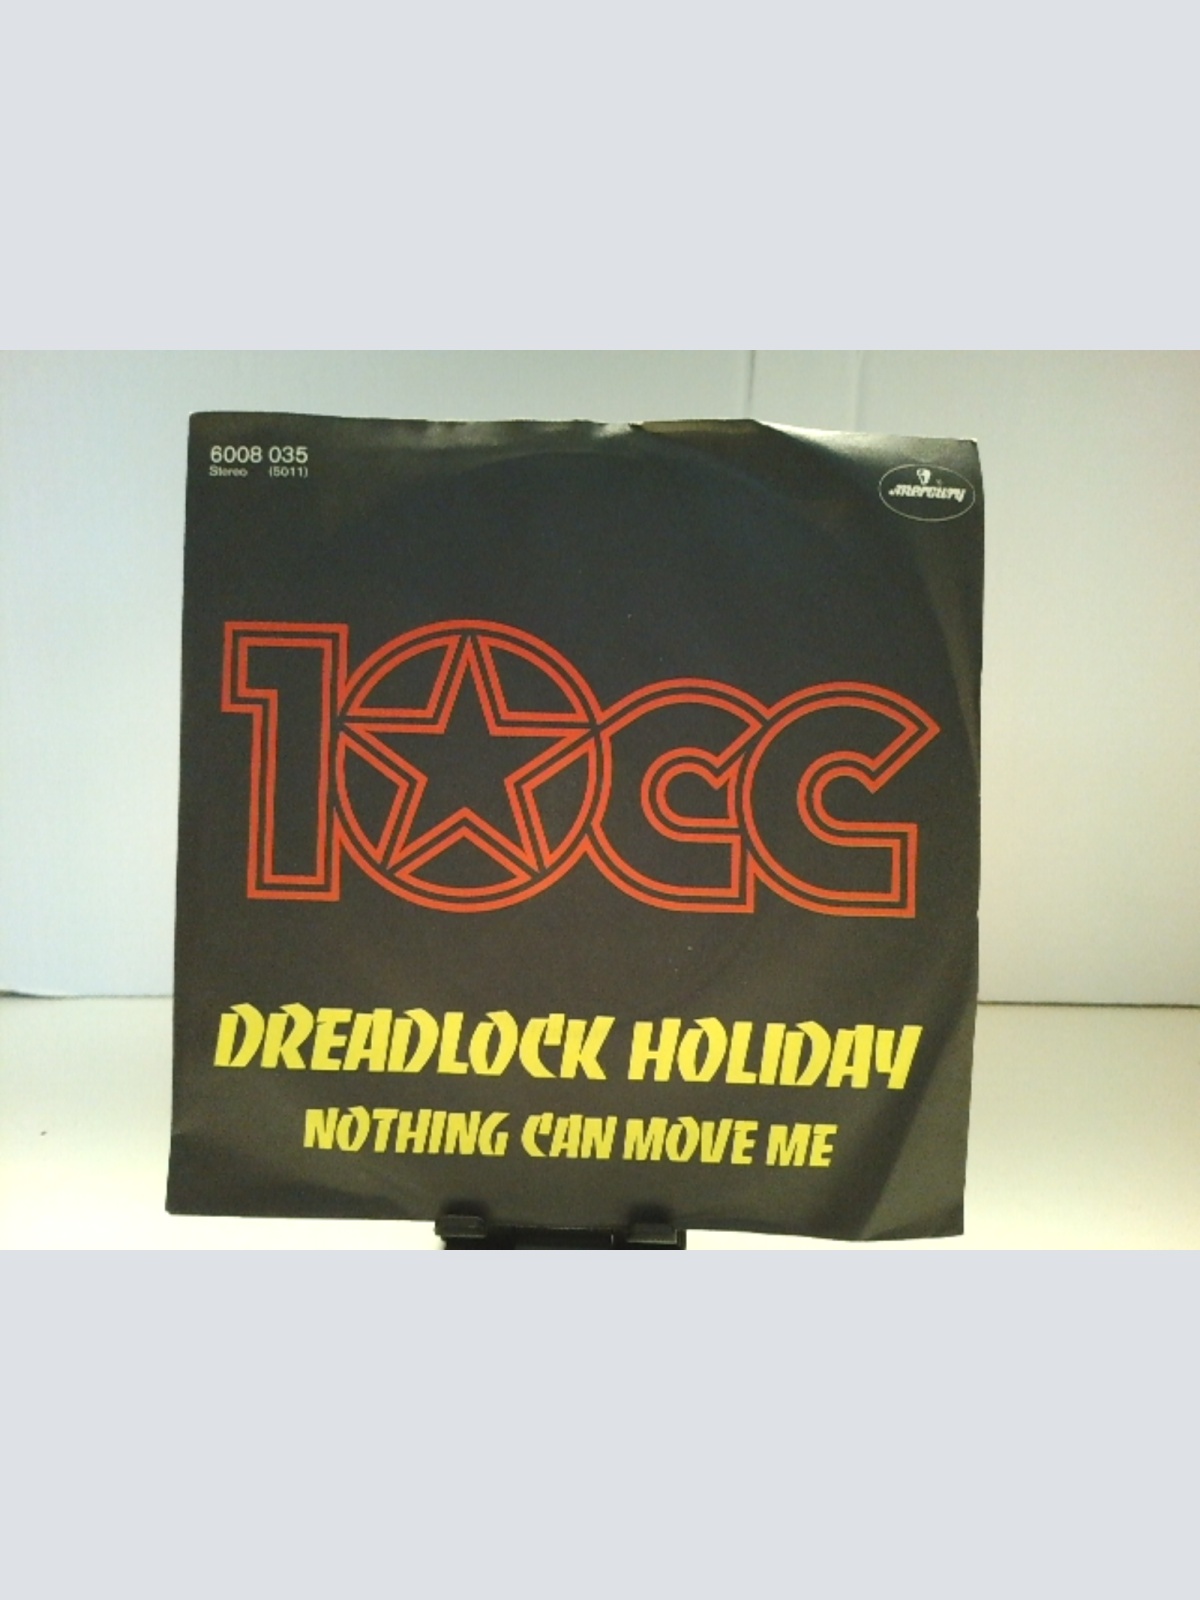 6008 035
Stereo (5011)
mercury
10cc
DREADLOCK HOLIDAY
NOTHING CAN MOVE ME